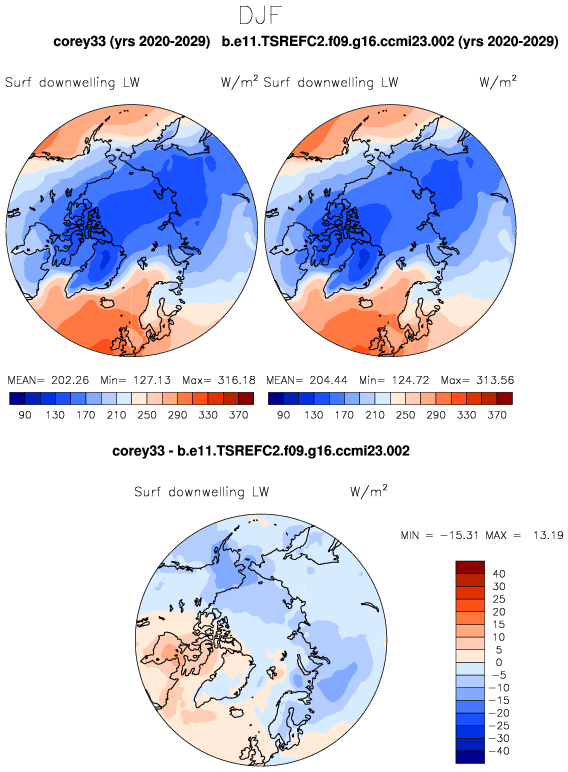 DJF
corey33 (yrs 2020-2029) b.e11.TSREFC2.f09.g16.ccmi23.002 (yrs 2020-2029)
Surf downwelling LW W/m² Surf downwelling LW W/m²
MEAN= 202.26 Min= 127.13 Max= 316.18 MEAN= 204.44 Min= 124.72 Max= 313.56
90 130 170 210 250 290 330 370 90 130 170 210 250 290 330 370
corey33 - b.e11.TSREFC2.f09.g16.ccmi23.002
Surf downwelling LW W/m²
MIN = -15.31 MAX = 13.19
40
30
25
20
15
10
5
0
-5
-10
-15
-20
-25
-30
-40